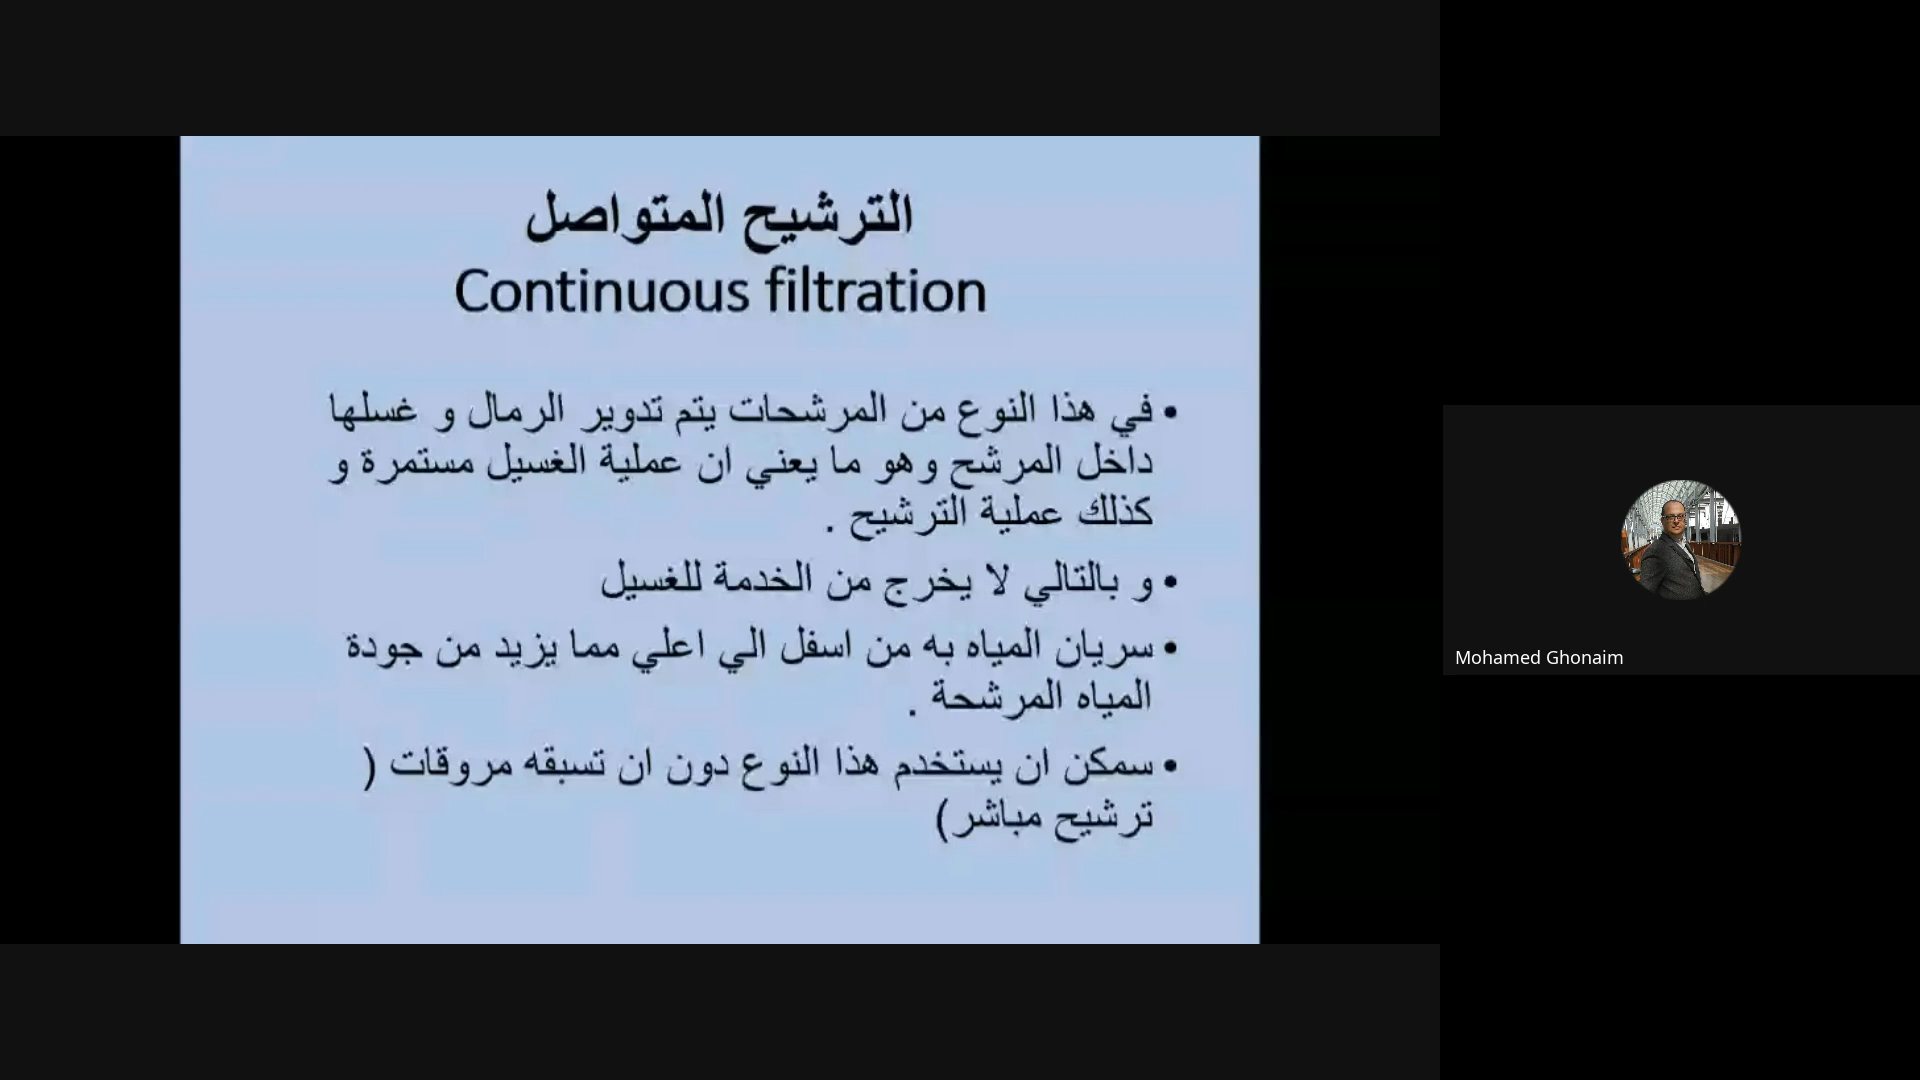 الترشيح المتواصل
Continuous filtration
• في هذا النوع من المرشحات يتم تدوير الرمال و غسلها
داخل المرشح وهو ما يعني ان عملية الغسيل مستمرة و
كذلك عملية الترشيح .
• و بالتالي لا يخرج من الخدمة للغسيل
• سريان المياه به من اسفل الي اعلي مما يزيد من جودة
المياه المرشحة .
• سمكن ان يستخدم هذا النوع دون ان تسبقه مروقات (
ترشيح مباشر)
Mohamed Ghonaim